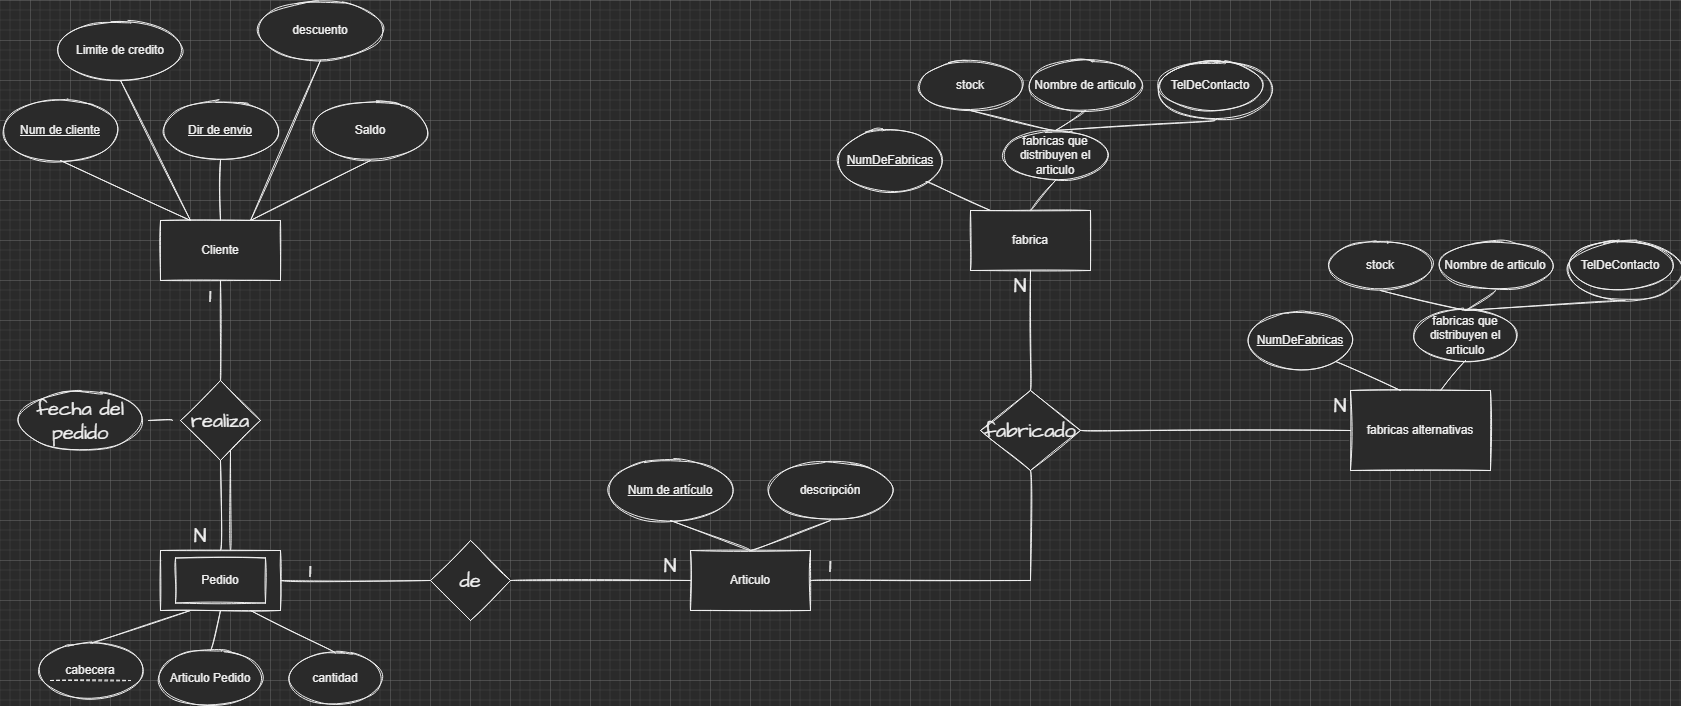 descuento
Limite de credito
Num de cliente
Dir de envio
Saldo
Cliente
1
fecha del
pedido
realiza
N
Pedido
1
de
cabecera
Articulo Pedido
cantidad
Num de artículo
descripción
N
Articulo
1
stock
Nombre de articulo
TelDeContacto
NumDeFabricas
fabricas que
distribuyen el
articulo
fabrica
N
fabricado
N
stock
Nombre de articulo
TelDeContacto
NumDeFabricas
fabricas que
distribuyen el
articulo
fabricas alternativas